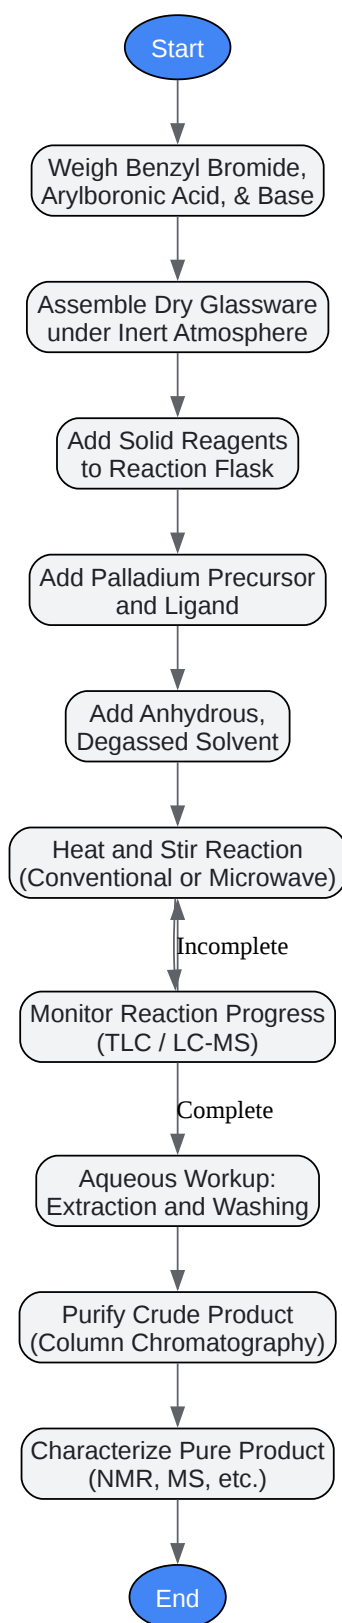 Start
Weigh Benzyl Bromide,
Arylboronic Acid, & Base
Assemble Dry Glassware
under Inert Atmosphere
Add Solid Reagents
to Reaction Flask
Add Palladium Precursor
and Ligand
Add Anhydrous,
Degassed Solvent
Heat and Stir Reaction
(Conventional or Microwave)
Incomplete
Monitor Reaction Progress
(TLC / LC-MS)
Complete
Aqueous Workup:
Extraction and Washing
Purify Crude Product
(Column Chromatography)
Characterize Pure Product
(NMR, MS, etc.)
End